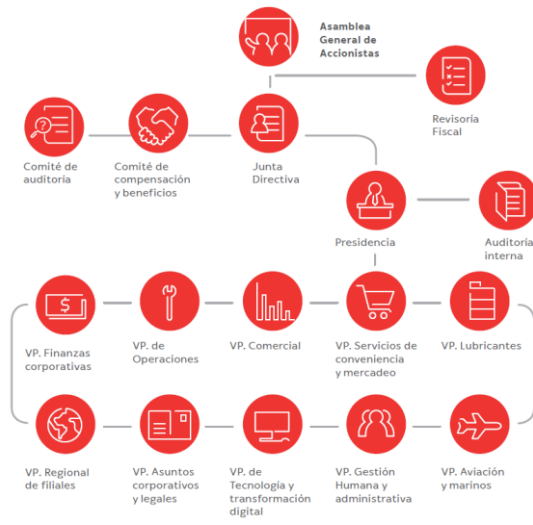 Asamblea
General de
Accionistas
Revisoría
Fiscal
Comité de
auditoria
Comité de
compensación
y beneficios
Junta
Directiva
Presidencia
Auditoria
interna
VP. Finanzas
corporativas
VP. de
Operaciones
VP. Comercial
VP. Servicios de
conveniencia
y mercadeo
VP. Lubricantes
VP. Regional
de filiales
VP. Asuntos
corporativos
y legales
VP. de
Tecnología y
transformación
digital
VP. Gestión
Humana y
administrativa
VP. Aviación
y marinos